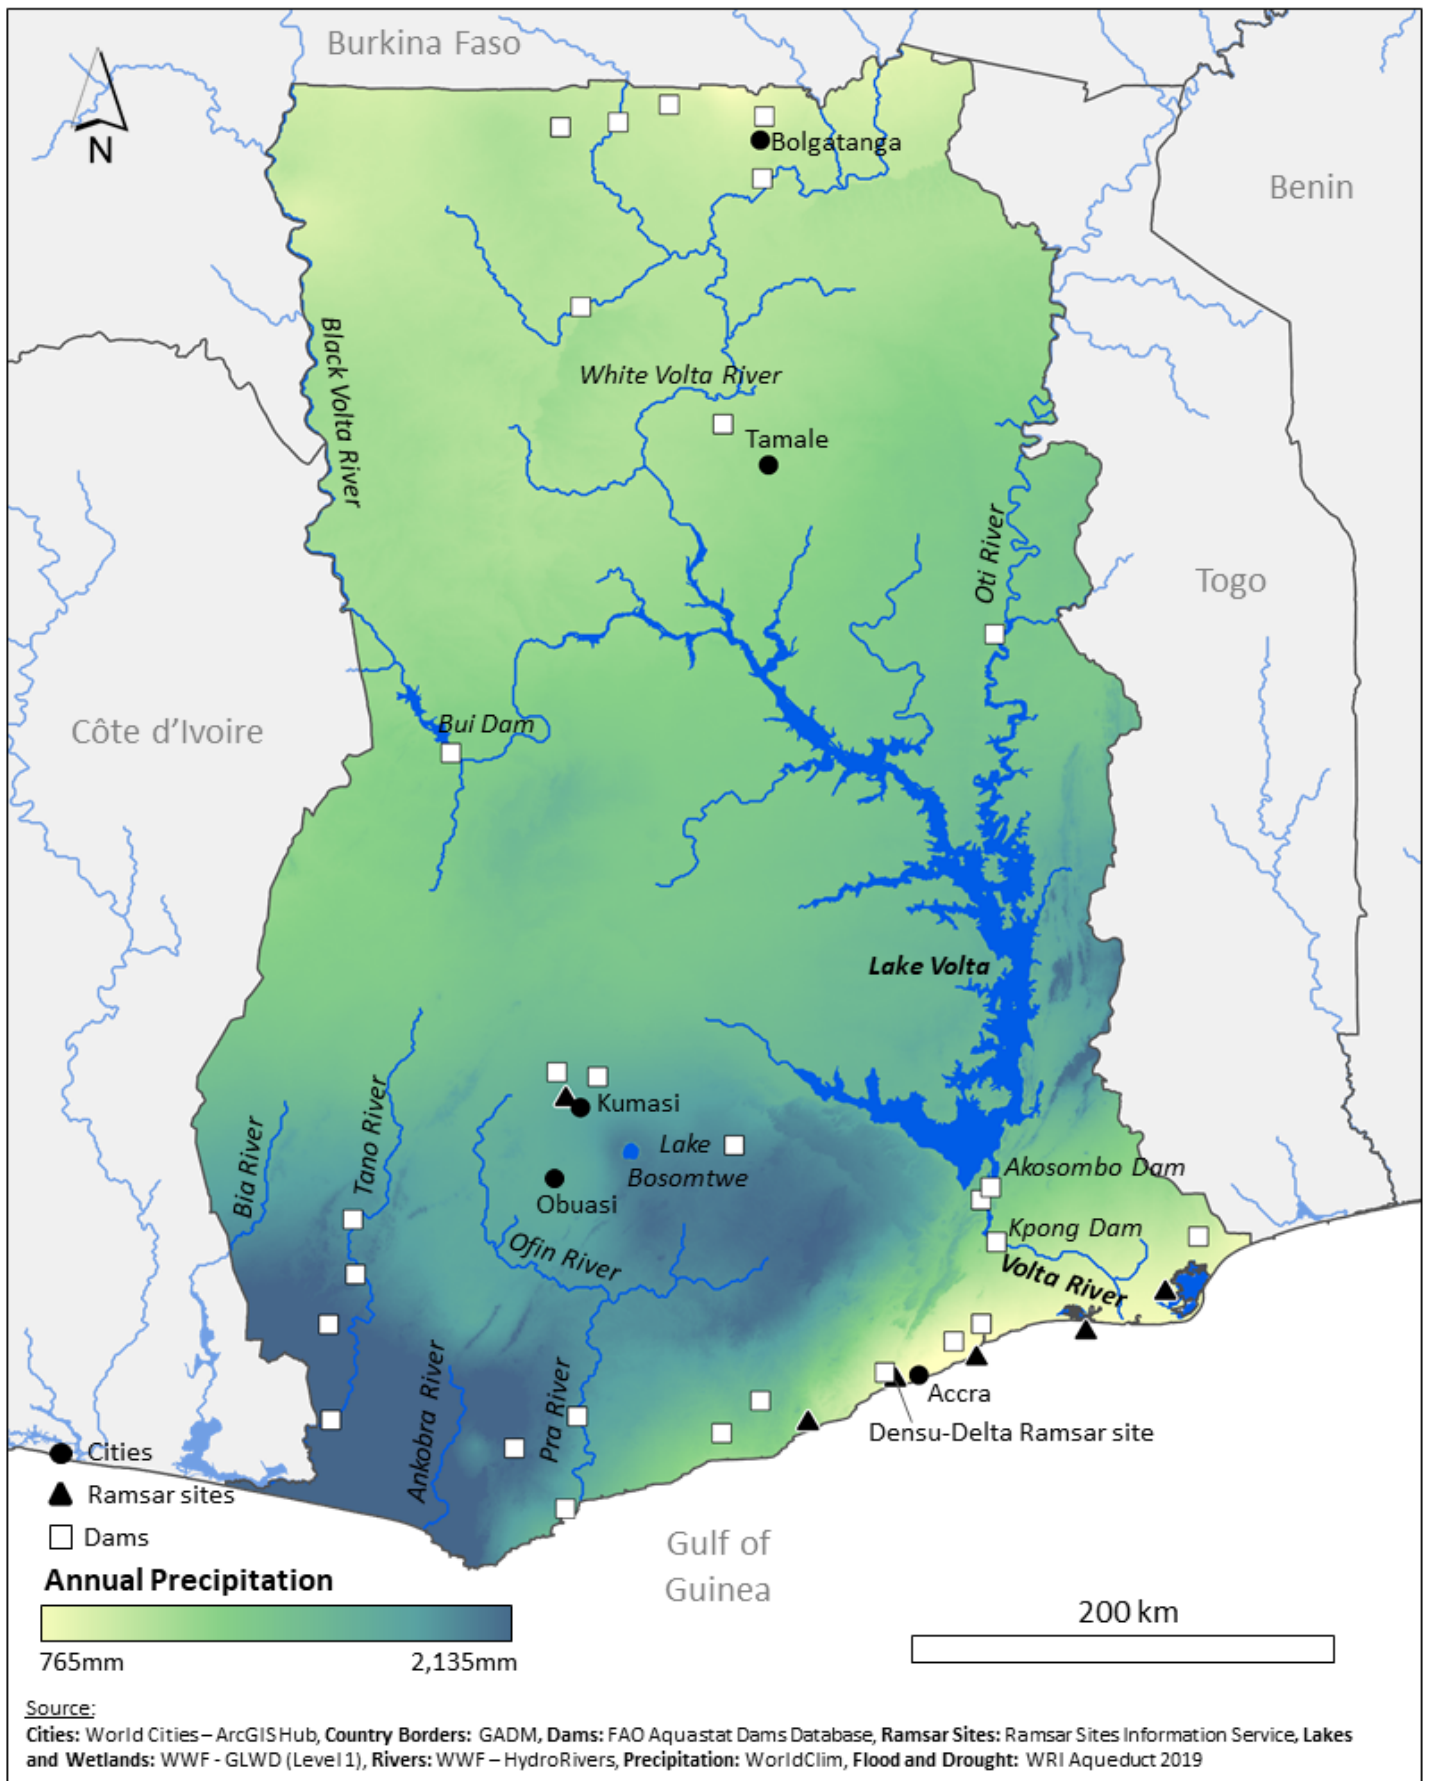 Burkina Faso
N
Bolgatanga
Benin
Black Volta River
White Volta River
Tamale
Oti River
Togo
Côte d’Ivoire
Bui Dam
Lake Volta
Kumasi
Lake
Bosomtwe
Obuasi
Bia River
Tano River
Ofin River
Akosombo Dam
Kpong Dam
Volta River
Ankobra River
Pra River
Accra
Densu-Delta Ramsar site
Cities
Ramsar sites
Dams
Gulf of
Guinea
Annual Precipitation
765mm 2,135mm
200 km
Source:
Cities: World Cities – ArcGIS Hub, Country Borders: GADM, Dams: FAO Aquastat Dams Database, Ramsar Sites: Ramsar Sites Information Service, Lakes
and Wetlands: WWF - GLWD (Level 1), Rivers: WWF – HydroRivers, Precipitation: WorldClim, Flood and Drought: WRI Aqueduct 2019